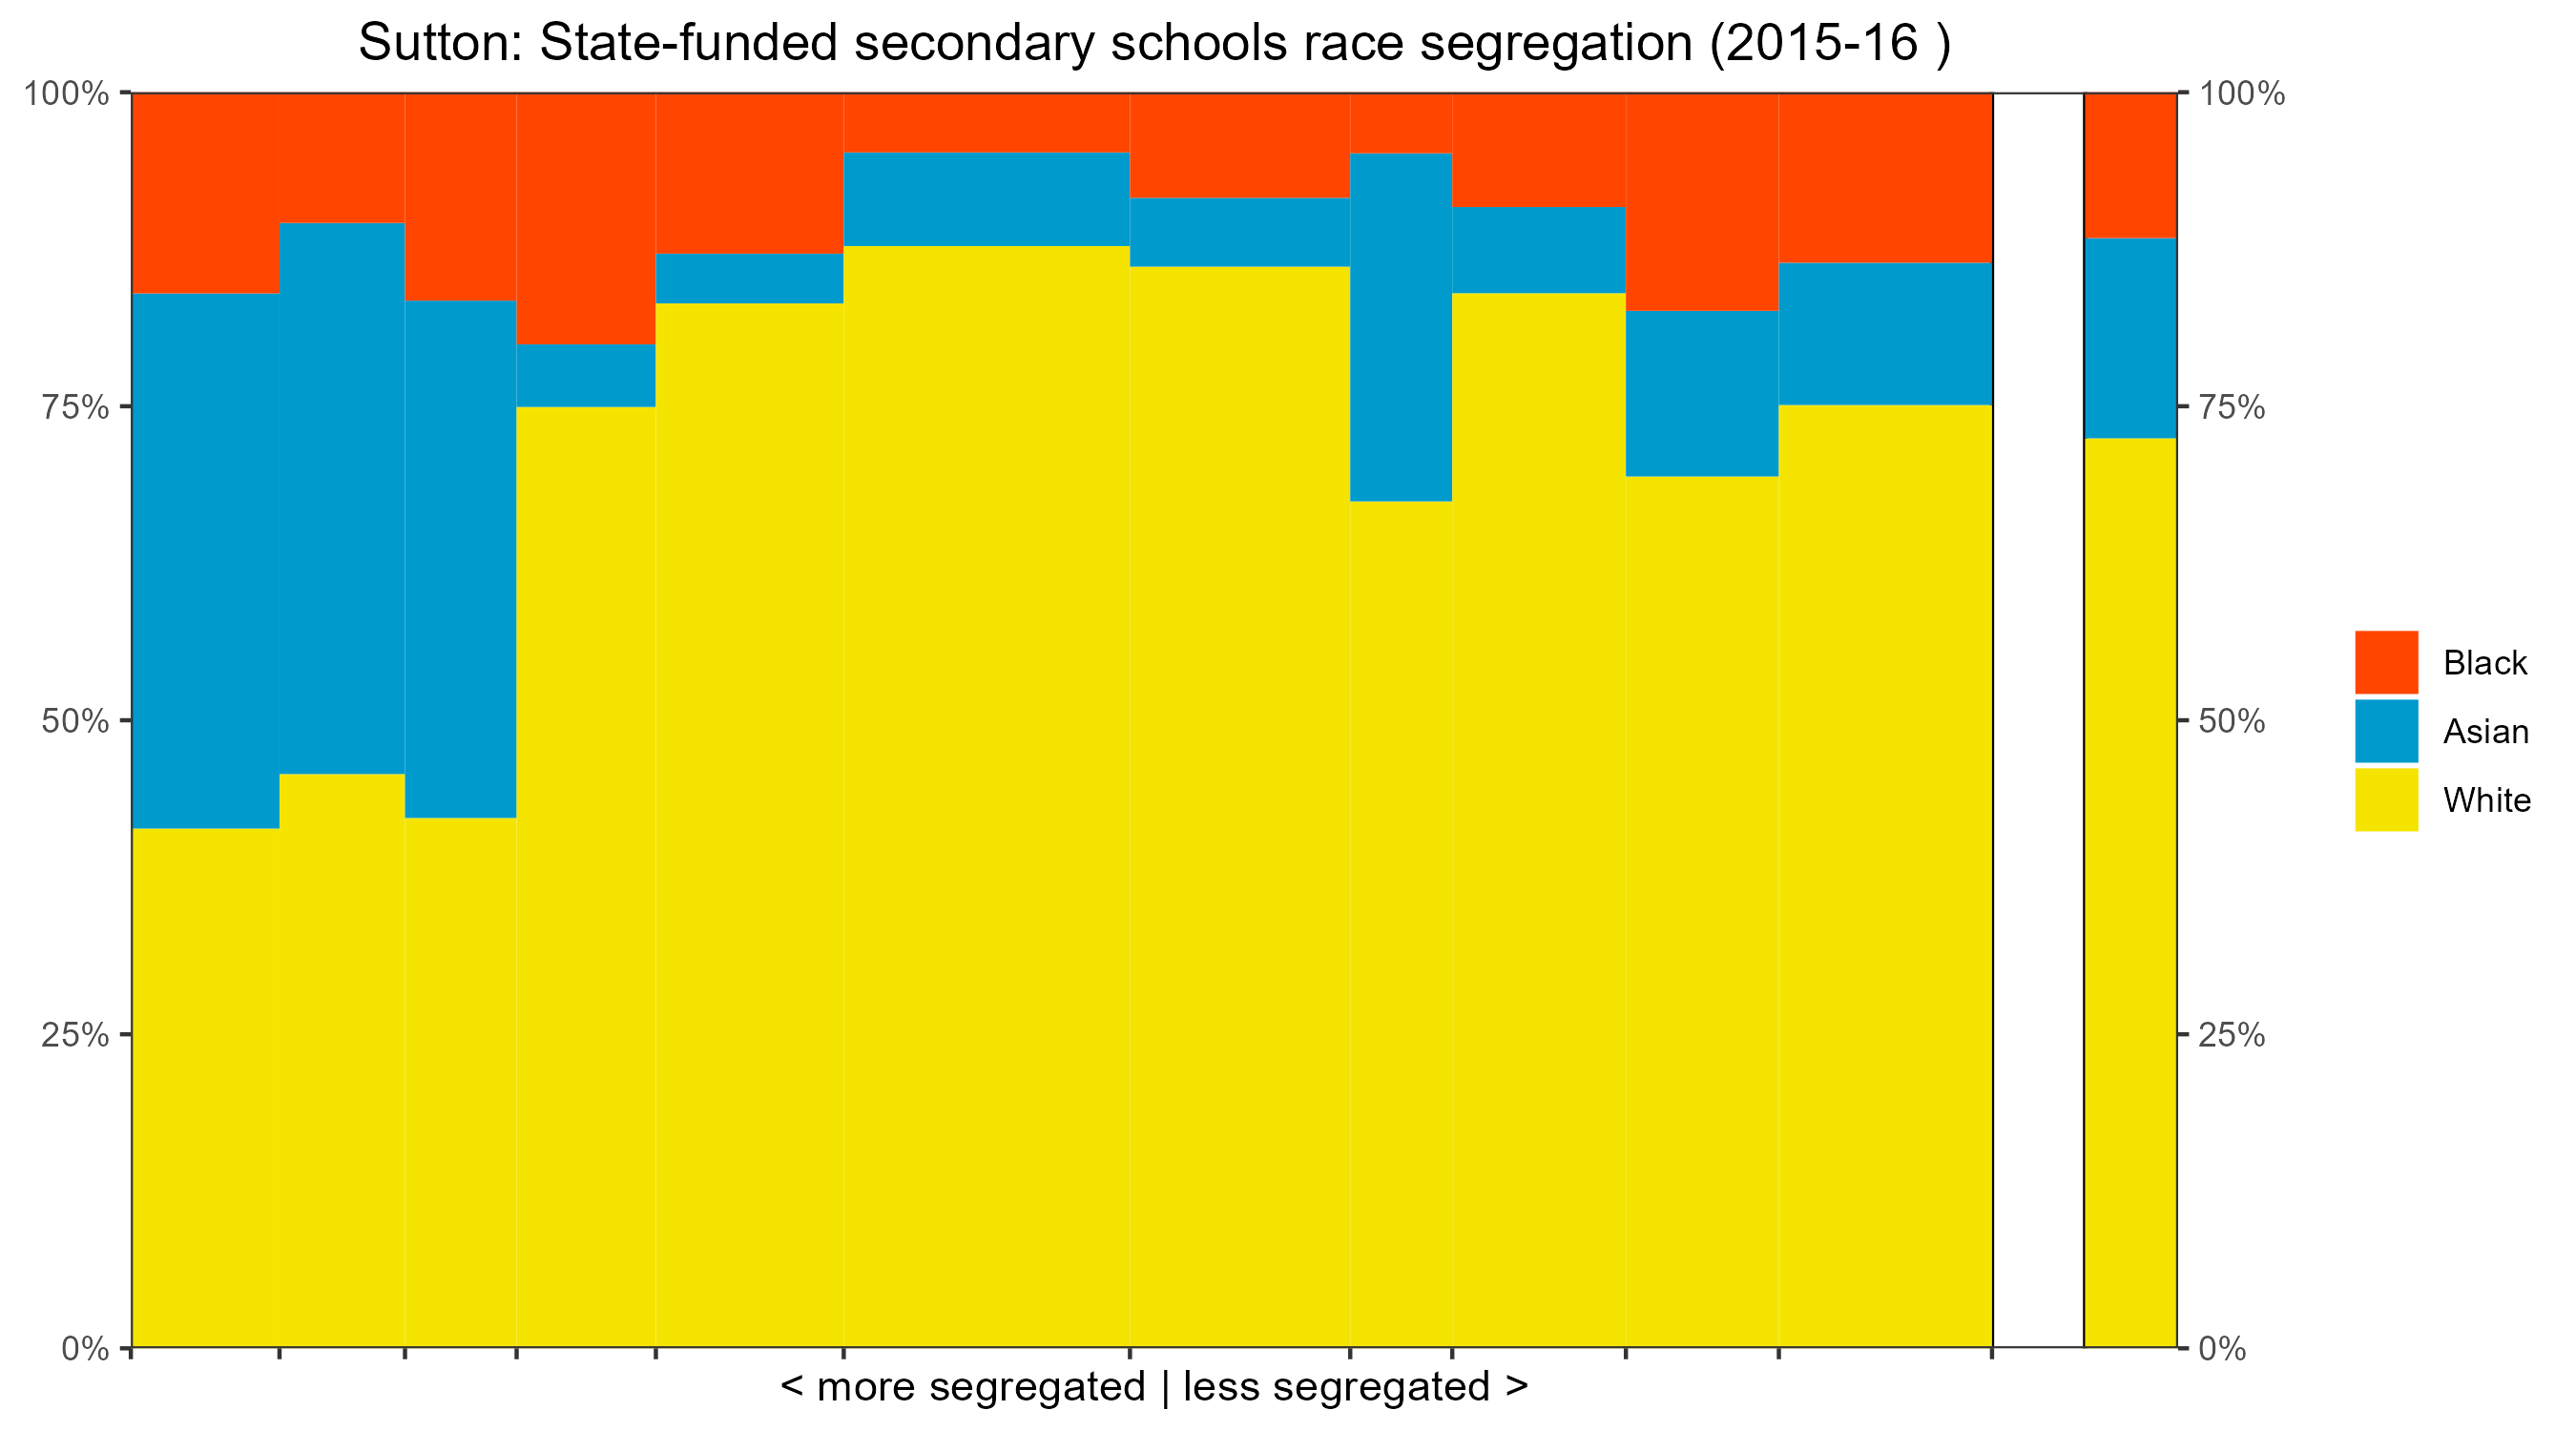 Sutton: State-funded secondary schools race segregation (2015-16 )
100% 100%
75% 75%
50% 50%
25% 25%
0% 0%
Black
Asian
White
< more segregated | less segregated >